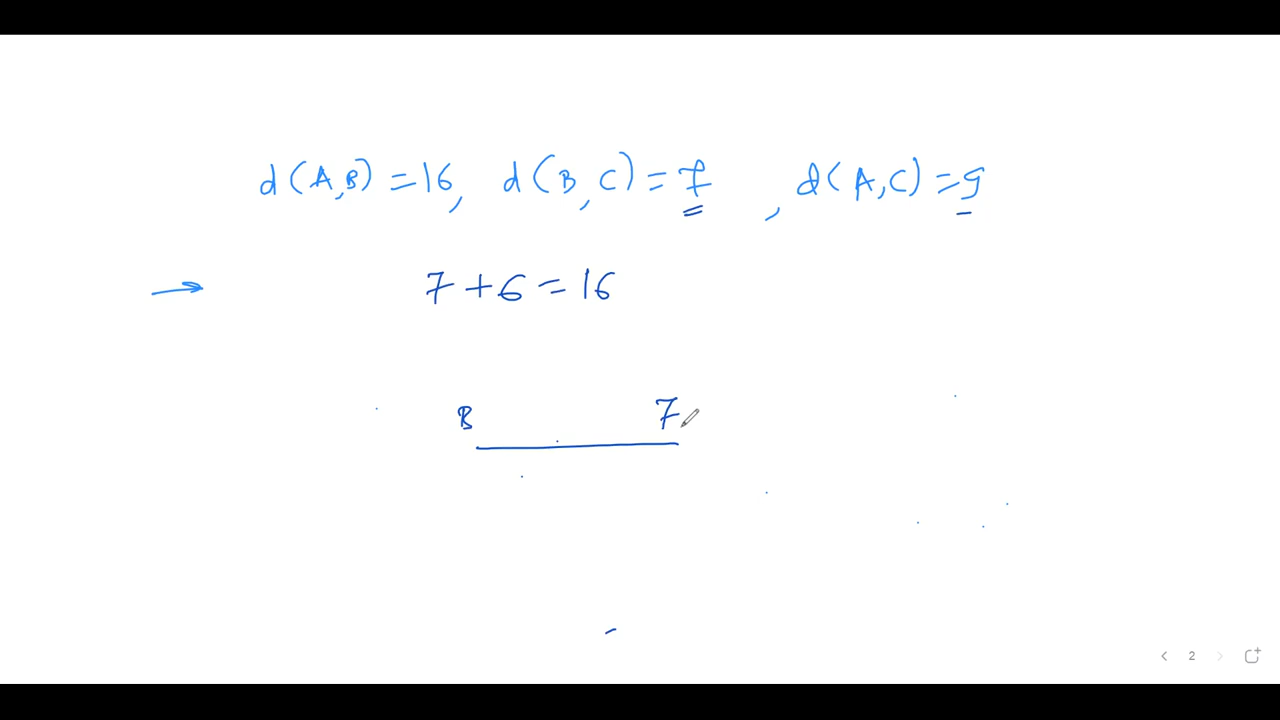 d(A,B) = 16, d(B, C) = 7, d(A, C) = 9
→ 7 + 6 = 16
B 7
2